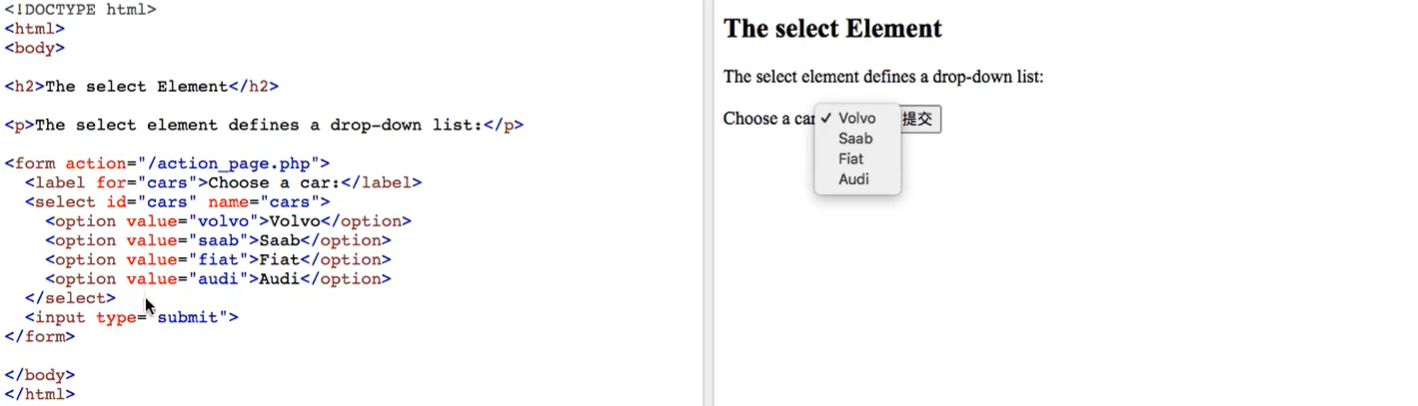 <!DOCTYPE html>
<html>
<body>
<h2>The select Element</h2>
<p>The select element defines a drop-down list:</p>
<form action="/action_page.php">
<label for="cars">Choose a car:</label>
<select id="cars" name="cars">
<option value="volvo">Volvo</option>
<option value="saab">Saab</option>
<option value="fiat">Fiat</option>
<option value="audi">Audi</option>
</select>
<input type="submit">
</form>
</body>
</html>
The select Element
The select element defines a drop-down list:
Choose a car ✓ Volvo 提交
Saab
Fiat
Audi